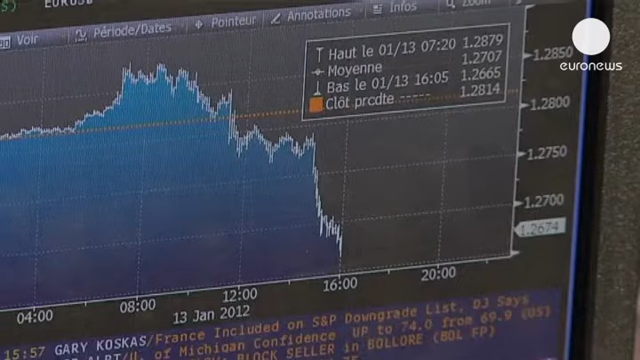 Voir Période/Dates Pointeur Annotations Infos Zoom
euronews
Haut le 01/13 07:20 1.2879
Moyenne 1.2707
Bas le 01/13 16:05 1.2665
Clôt prcdte ----- 1.2814
1.2850
1.2800
1.2750
1.2700
1.2674
04:00 08:00 12:00 16:00 20:00
13 Jan 2012
15:57 GARY KOSKAS/France Included on S&P Downgrade List, DJ Says
of Michigan Confidence UP to 74.0 from 69.9 (US)
BLOCK SELLER in BOLLORE (BOL FP)